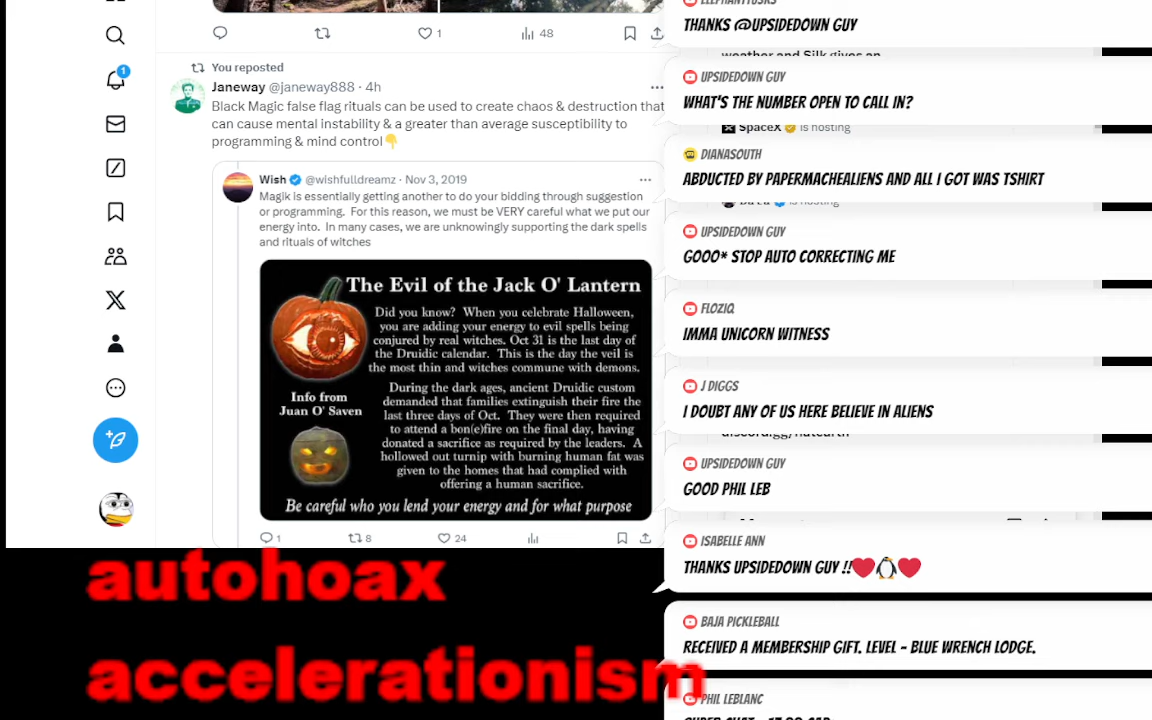 1
48
You reposted
Janeway @janeway888 · 4h
Black Magic false flag rituals can be used to create chaos & destruction that
can cause mental instability & a greater than average susceptibility to
programming & mind control👇
Wish @wishfulldreamz · Nov 3, 2019
Magik is essentially getting another to do your bidding through suggestion
or programming. For this reason, we must be VERY careful what we put our
energy into. In many cases, we are unknowingly supporting the dark spells
and rituals of witches
The Evil of the Jack O' Lantern
Did you know? When you celebrate Halloween,
you are adding your energy to evil spells being
conjured by real witches. Oct 31 is the last day of
the Druidic calendar. This is the day the veil is
the most thin and witches commune with demons.
Info from
Juan O' Saven
During the dark ages, ancient Druidic custom
demanded that families extinguish their fire the
last three days of Oct. They were then required
to attend a bon(e)fire on the final day, having
donated a sacrifice as required by the leaders. A
hollowed out turnip with burning human fat was
given to the homes that had complied with
offering a human sacrifice.
Be careful who you lend your energy and for what purpose
1
8
24
1
autohoax
accelerationism
THANKS @UPSIDEDOWN GUY
weather and Silk gives an
UPSIDEDOWN GUY
WHAT'S THE NUMBER OPEN TO CALL IN?
SpaceX is hosting
DIANASOUTH
ABDUCTED BY PAPERMACHEALIENS AND ALL I GOT WAS TSHIRT
is hosting
UPSIDEDOWN GUY
GOOO* STOP AUTO CORRECTING ME
FLOZIQ
IMMA UNICORN WITNESS
J DIGGS
I DOUBT ANY OF US HERE BELIEVE IN ALIENS
UPSIDEDOWN GUY
GOOD PHIL LEB
ISABELLE ANN
THANKS UPSIDEDOWN GUY !!❤️🐧❤️
BAJA PICKLEBALL
RECEIVED A MEMBERSHIP GIFT. LEVEL - BLUE WRENCH LODGE.
PHIL LEBLANC